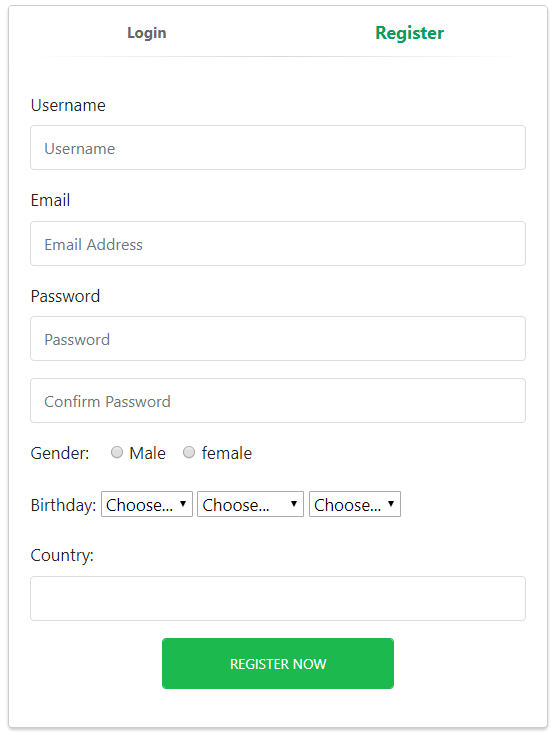 Login Register
Username
Username
Email
Email Address
Password
Password
Confirm Password
Gender: Male female
Birthday: Choose... Choose... Choose...
Country:
REGISTER NOW